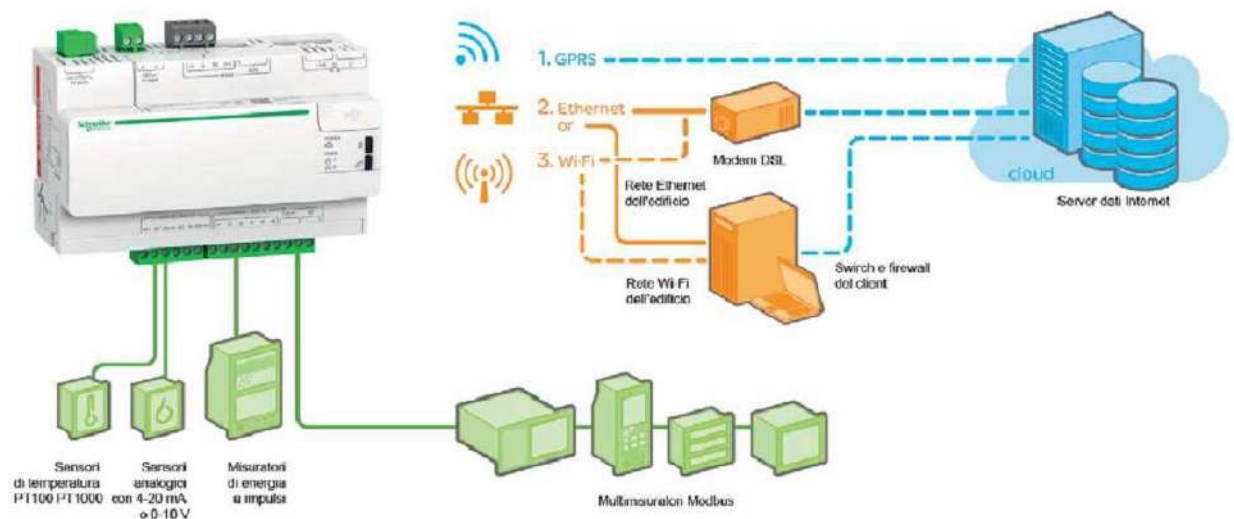 Schneider
1. GPRS
2. Ethernet
or
3. Wi-Fi
Modem DSL
Rete Ethernet
dell'edificio
cloud
Server dati Internet
Rete Wi-Fi
dell'edificio
Switch e firewall
del client
Sensori
di temperatura
PT100 PT1000
Sensori
analogici
con 4-20 mA
o 0-10 V
Misuratori
di energia
a impulsi
Multimisuratori Modbus